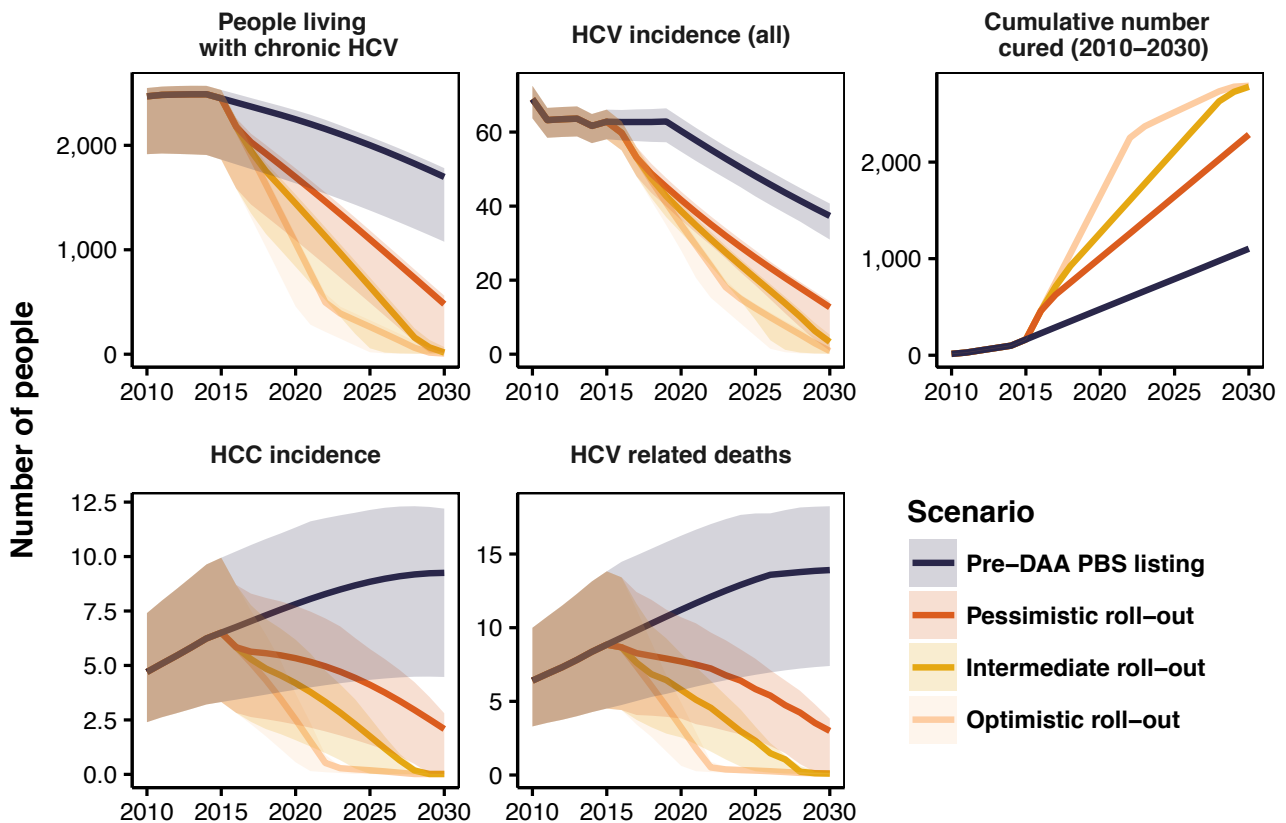 Number of people
People living
with chronic HCV
2,000
1,000
0
2010 2015 2020 2025 2030
HCV incidence (all)
60
40
20
0
2010 2015 2020 2025 2030
Cumulative number
cured (2010–2030)
2,000
1,000
0
2010 2015 2020 2025 2030
HCC incidence
12.5
10.0
7.5
5.0
2.5
0.0
2010 2015 2020 2025 2030
HCV related deaths
15
10
5
0
2010 2015 2020 2025 2030
Scenario
Pre–DAA PBS listing
Pessimistic roll–out
Intermediate roll–out
Optimistic roll–out